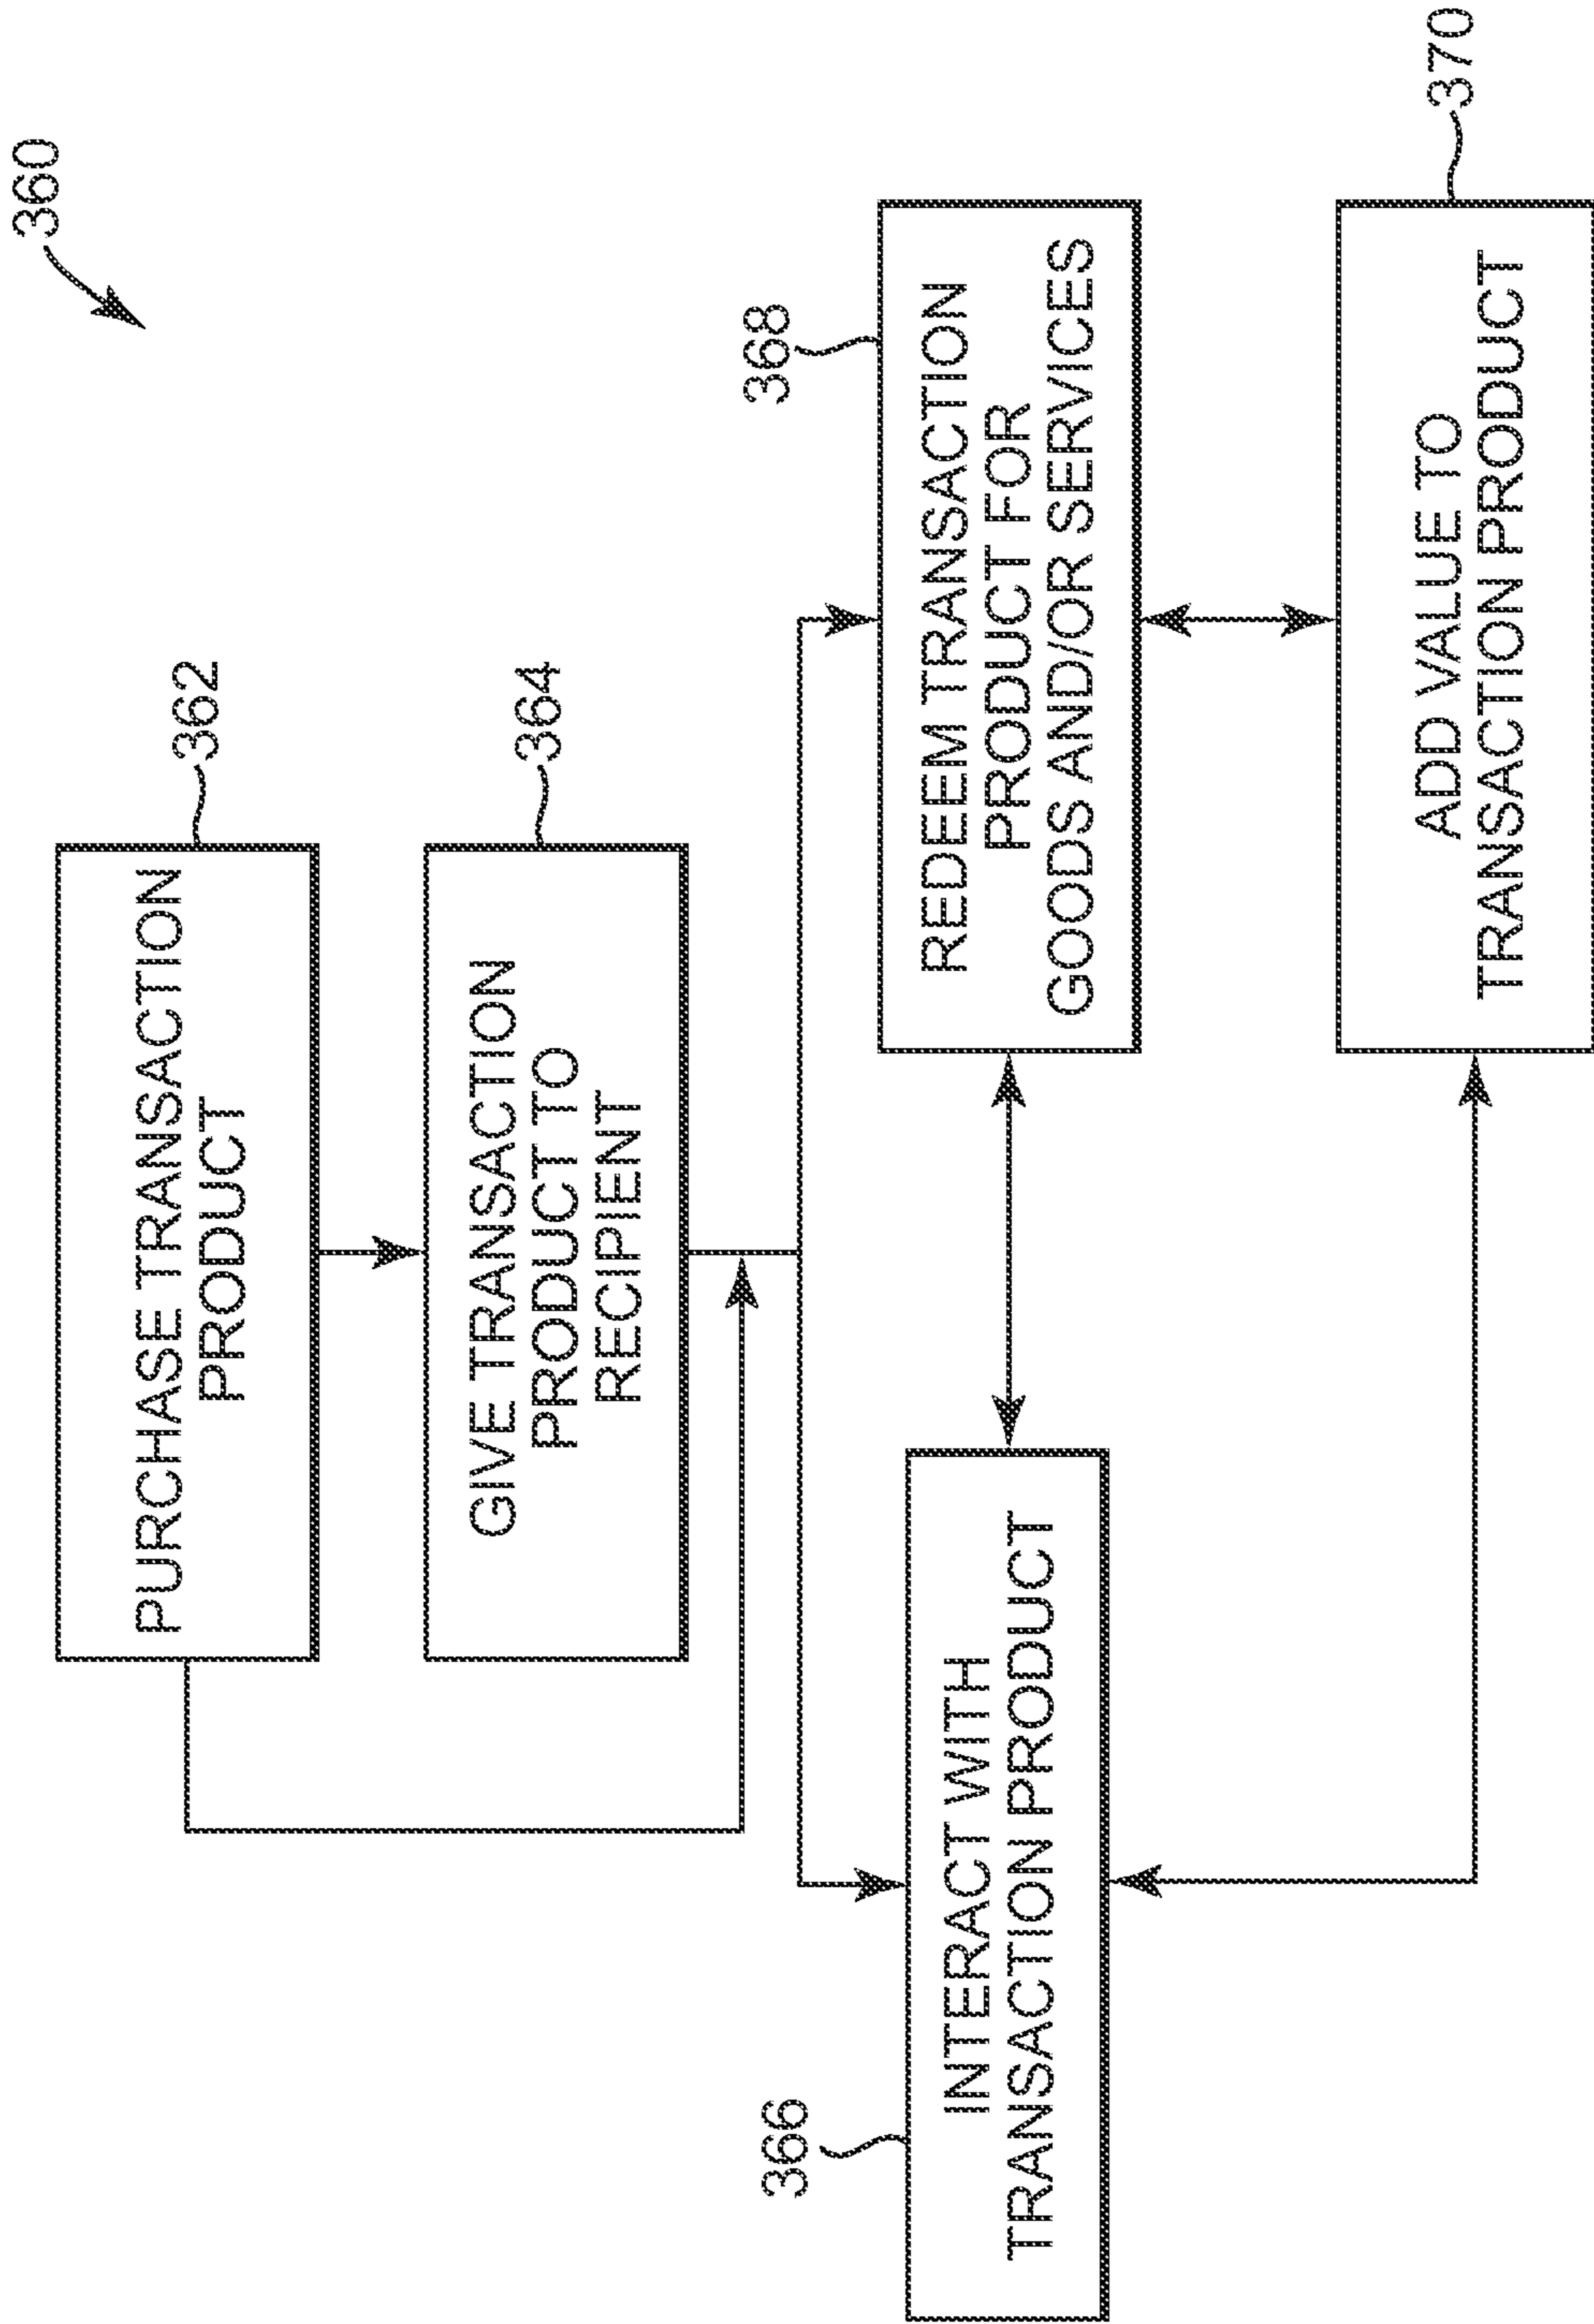 360
PURCHASE TRANSACTION
PRODUCT
362
GIVE TRANSACTION
PRODUCT TO
RECIPIENT
364
366
INTERACT WITH
TRANSACTION PRODUCT
368
REDEEM TRANSACTION
PRODUCT FOR
GOODS AND/OR SERVICES
ADD VALUE TO
TRANSACTION PRODUCT
370